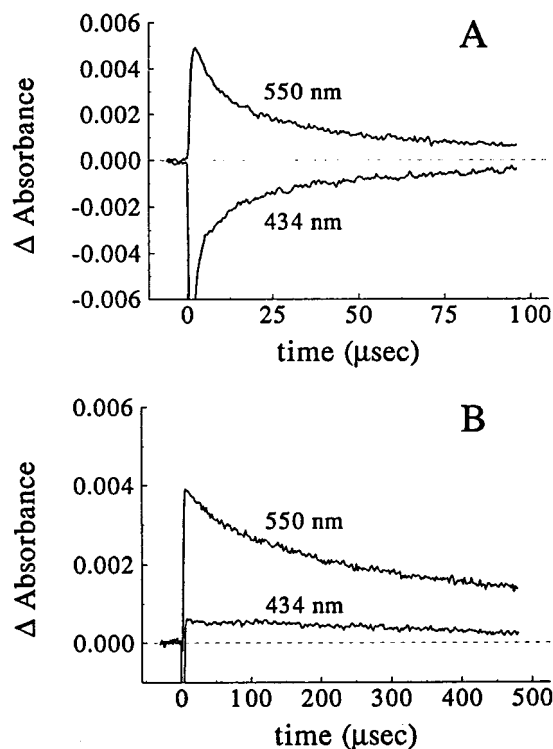 A
0.006
0.004
0.002
0.000
-0.002
-0.004
-0.006
Δ Absorbance
550 nm
434 nm
0 25 50 75 100
time (μsec)
B
0.006
0.004
0.002
0.000
Δ Absorbance
550 nm
434 nm
0 100 200 300 400 500
time (μsec)